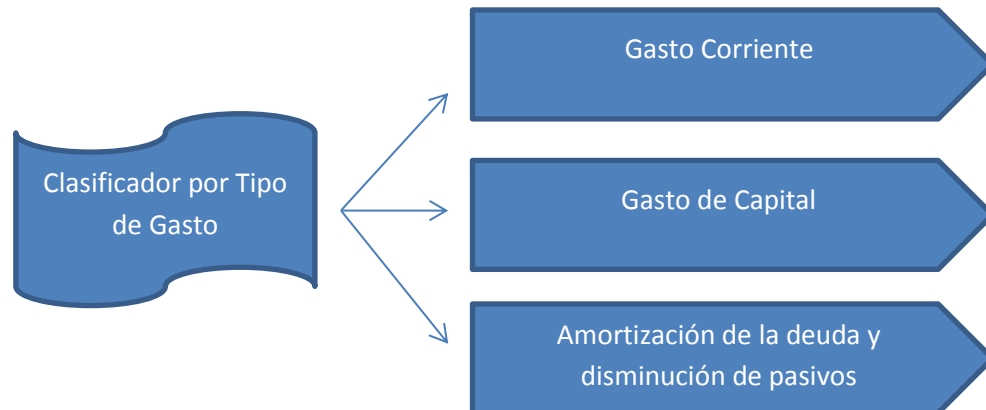 Clasificador por Tipo
de Gasto
Gasto Corriente
Gasto de Capital
Amortización de la deuda y
disminución de pasivos